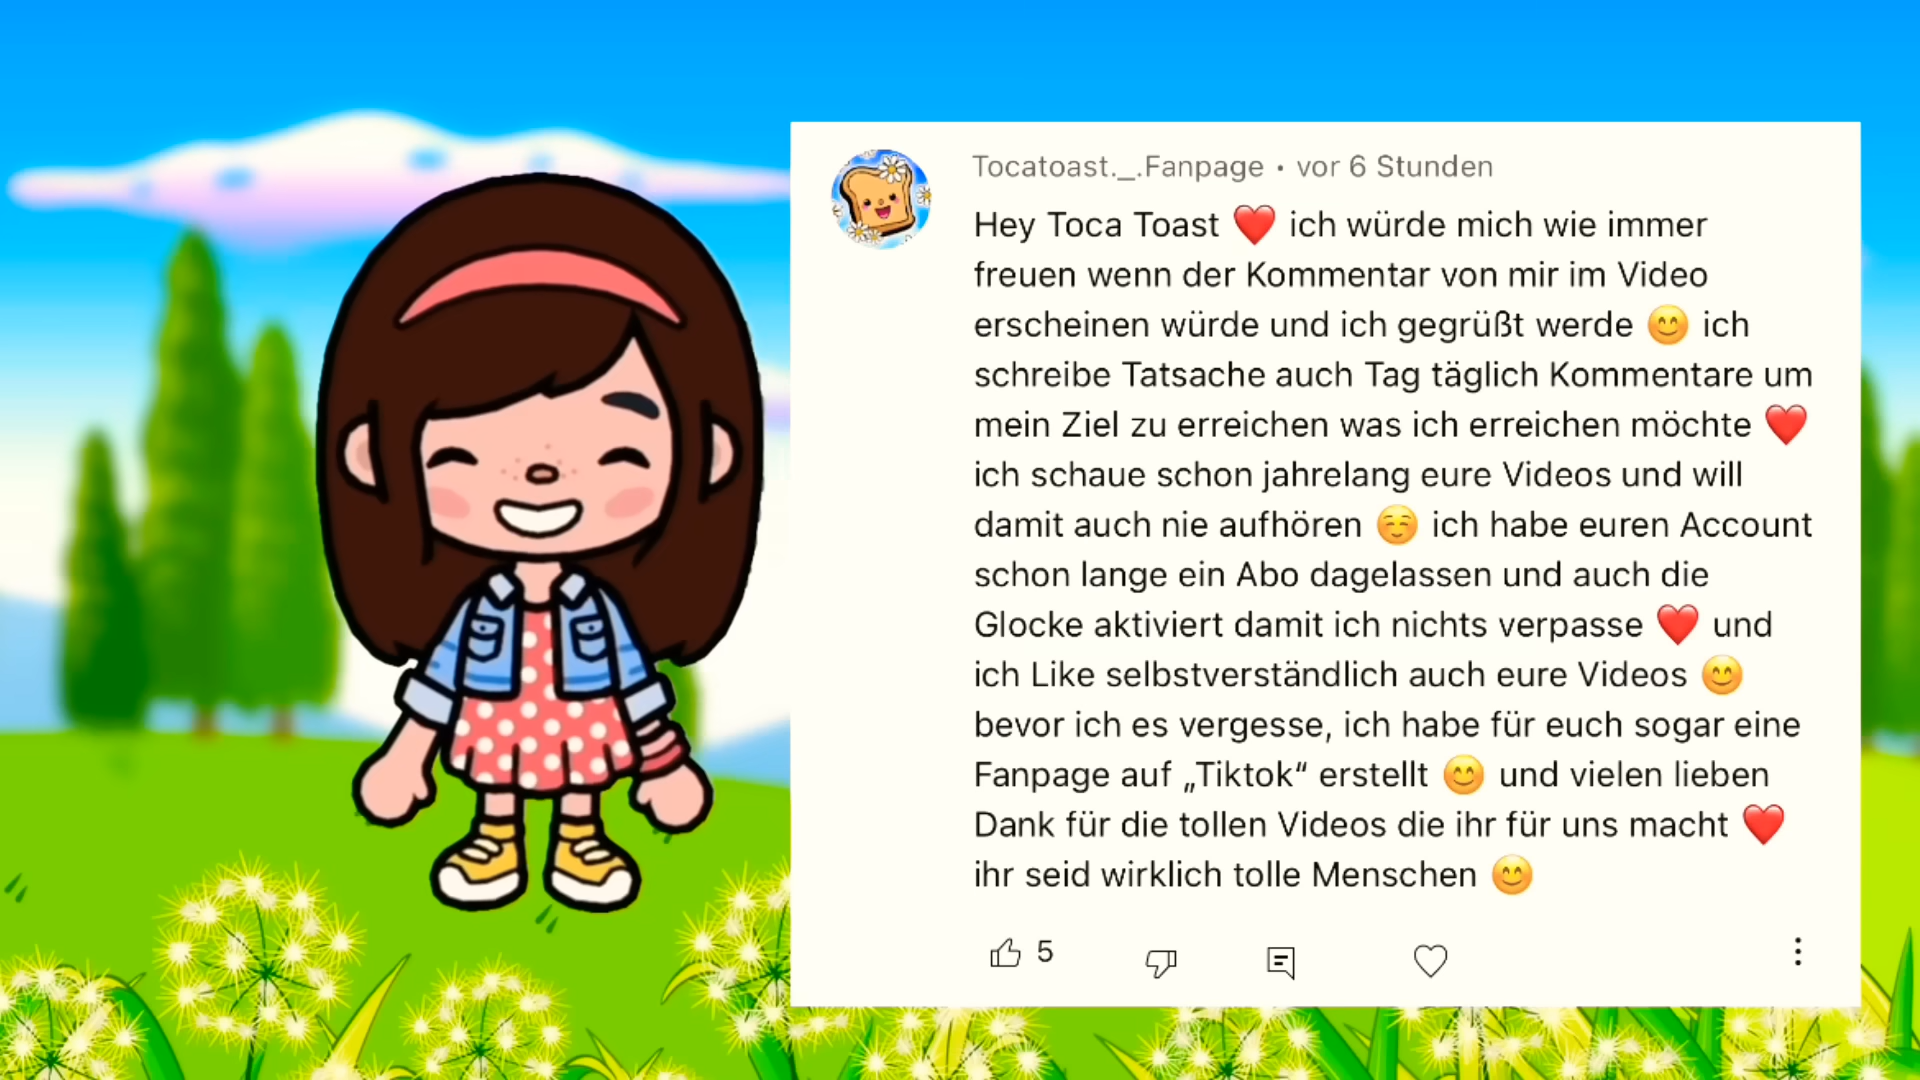 Tocatoast._.Fanpage • vor 6 Stunden
Hey Toca Toast ❤️ ich würde mich wie immer
freuen wenn der Kommentar von mir im Video
erscheinen würde und ich gegrüßt werde 😊 ich
schreibe Tatsache auch Tag täglich Kommentare um
mein Ziel zu erreichen was ich erreichen möchte ❤️
ich schaue schon jahrelang eure Videos und will
damit auch nie aufhören ☺️ ich habe euren Account
schon lange ein Abo dagelassen und auch die
Glocke aktiviert damit ich nichts verpasse ❤️ und
ich Like selbstverständlich auch eure Videos 😊
bevor ich es vergesse, ich habe für euch sogar eine
Fanpage auf „Tiktok“ erstellt 😊 und vielen lieben
Dank für die tollen Videos die ihr für uns macht ❤️
ihr seid wirklich tolle Menschen 😊
5